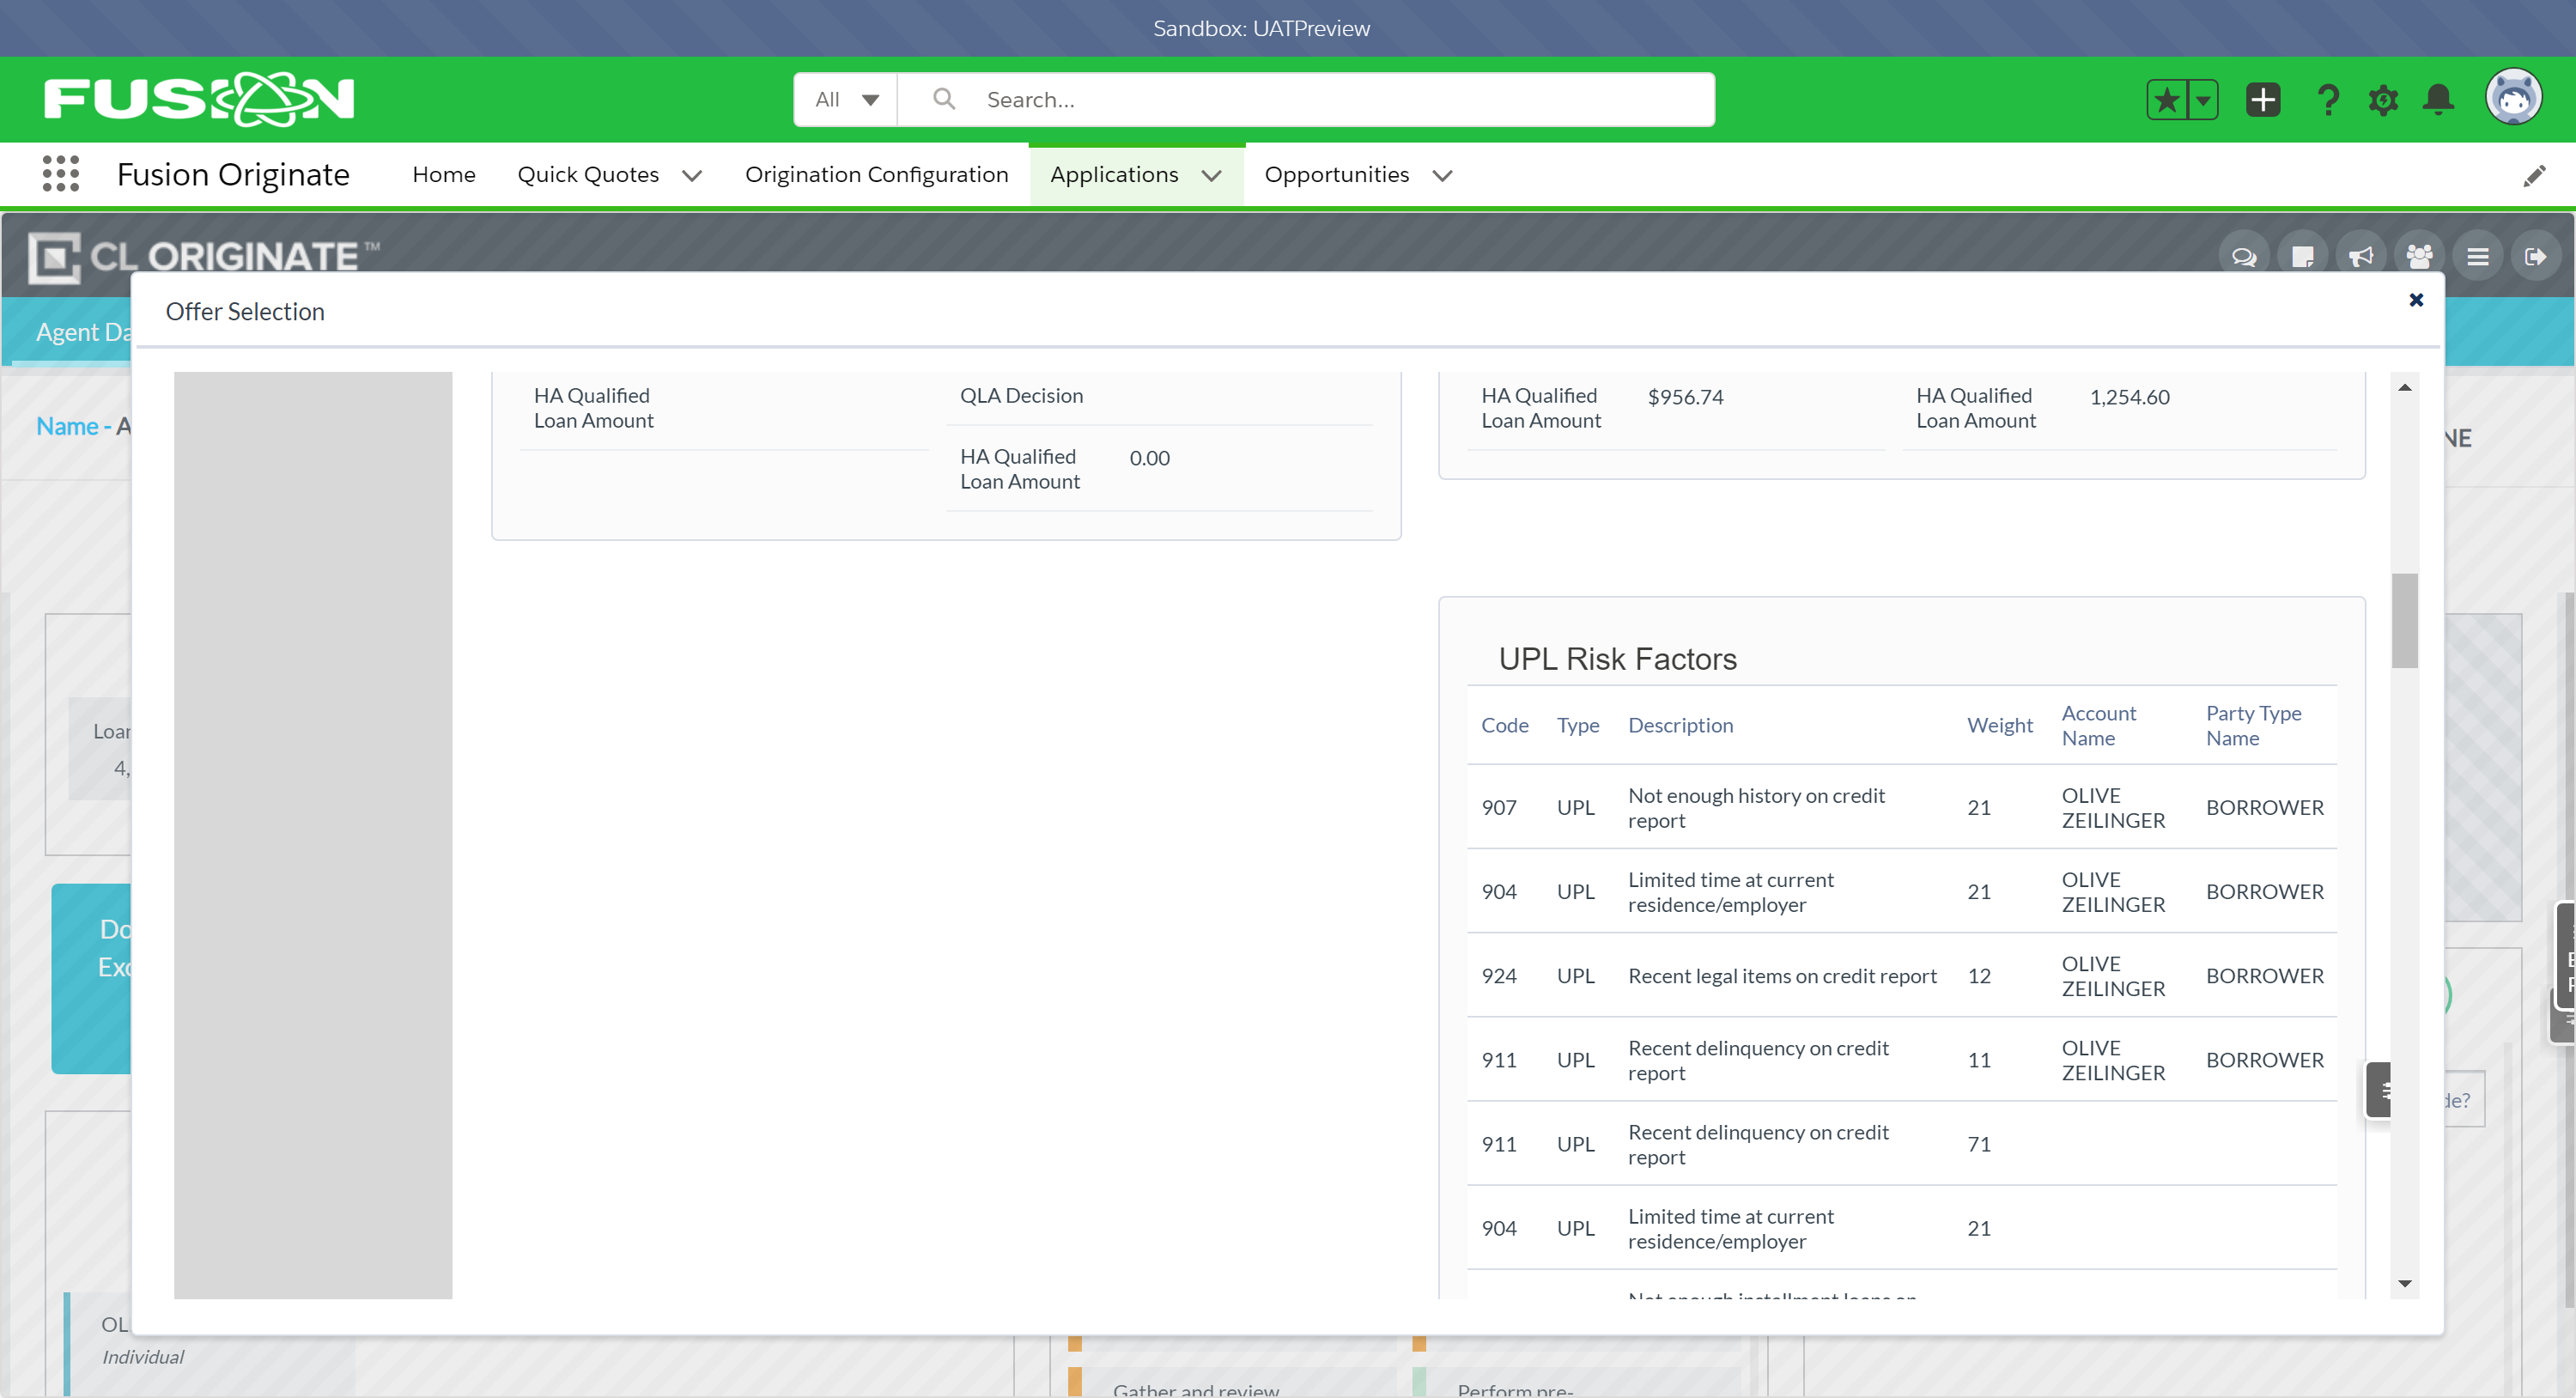 Sandbox: UATPreview
FUSION
All
Search...
Fusion Originate
Home
Quick Quotes
Origination Configuration
Applications
Opportunities
CL ORIGINATE™
Agent Da
Offer Selection
Name - A
NE
HA Qualified
Loan Amount
QLA Decision
HA Qualified
Loan Amount
0.00
HA Qualified
Loan Amount
$956.74
HA Qualified
Loan Amount
1,254.60
Loan
4,
Do
Exc
UPL Risk Factors
Code
Type
Description
Weight
Account
Name
Party Type
Name
907
UPL
Not enough history on credit
report
21
OLIVE
ZEILINGER
BORROWER
904
UPL
Limited time at current
residence/employer
21
OLIVE
ZEILINGER
BORROWER
924
UPL
Recent legal items on credit report
12
OLIVE
ZEILINGER
BORROWER
911
UPL
Recent delinquency on credit
report
11
OLIVE
ZEILINGER
BORROWER
911
UPL
Recent delinquency on credit
report
71
904
UPL
Limited time at current
residence/employer
21
Not enough installment loans on
de?
OL
Individual
Gather and review
Perform pre-